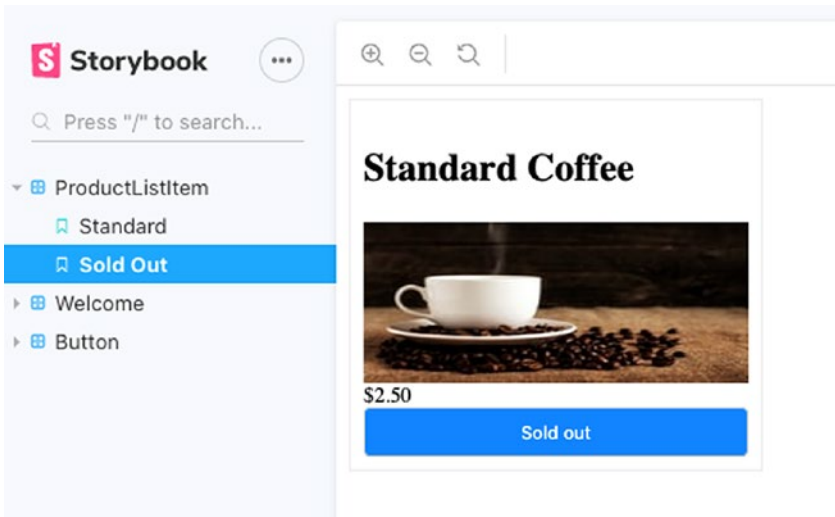 Storybook
Press "/" to search...
ProductListItem
Standard
Sold Out
Welcome
Button
Standard Coffee
$2.50
Sold out